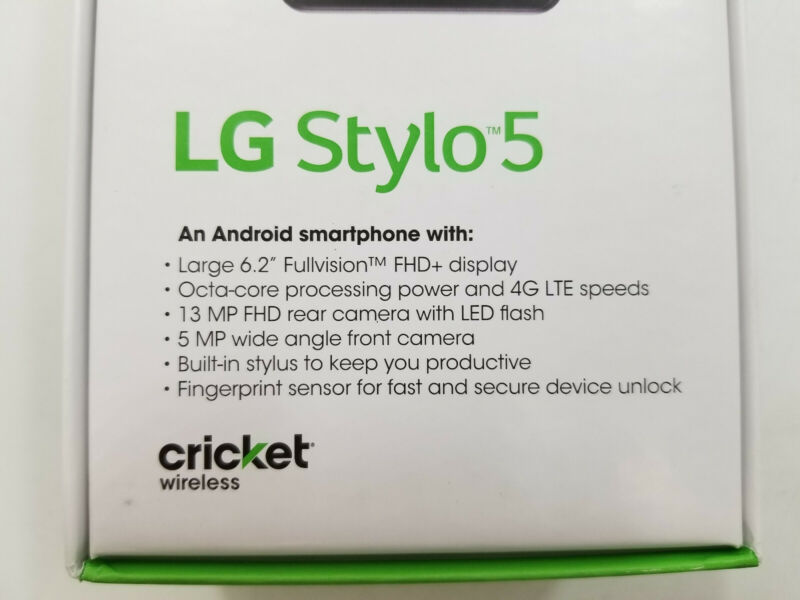 LG Stylo™5
An Android smartphone with:
• Large 6.2” Fullvision™ FHD+ display
• Octa-core processing power and 4G LTE speeds
• 13 MP FHD rear camera with LED flash
• 5 MP wide angle front camera
• Built-in stylus to keep you productive
• Fingerprint sensor for fast and secure device unlock
cricket
wireless